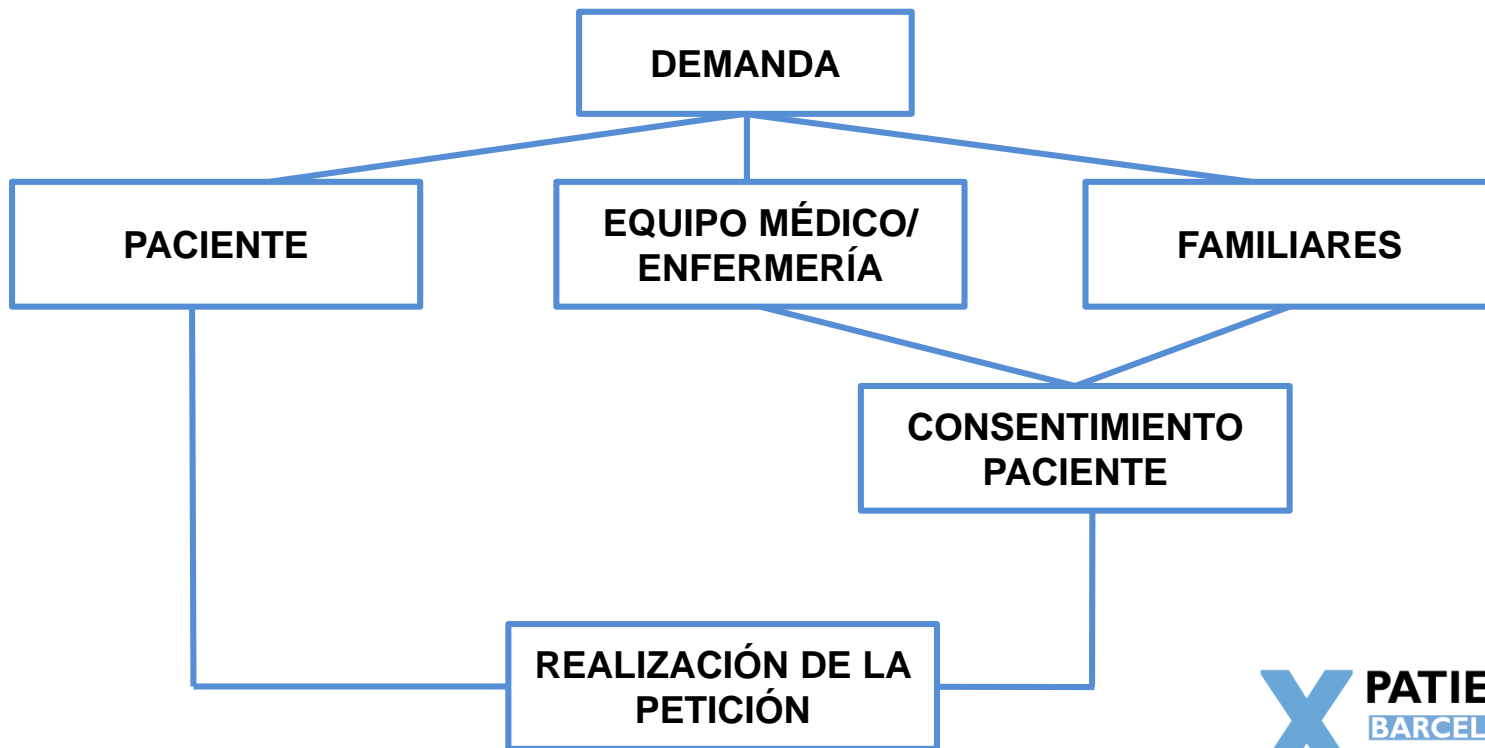 DEMANDA
PACIENTE
EQUIPO MÉDICO/
ENFERMERÍA
FAMILIARES
CONSENTIMIENTO
PACIENTE
REALIZACIÓN DE LA
PETICIÓN
X